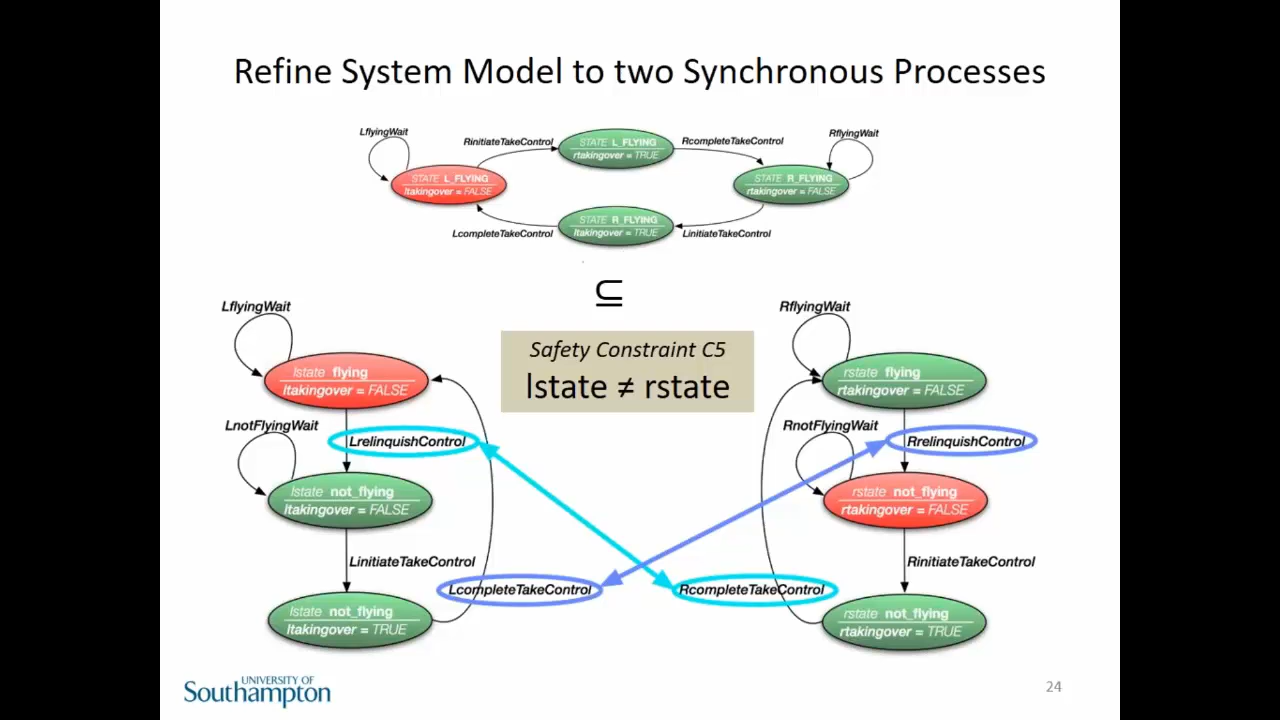 Refine System Model to two Synchronous Processes
LflyingWait
RinitiateTakeControl
STATE L_FLYING
rtakingover = TRUE
RcompleteTakeControl
RflyingWait
STATE L_FLYING
ltakingover = FALSE
STATE R_FLYING
rtakingover = FALSE
LcompleteTakeControl
STATE R_FLYING
ltakingover = TRUE
LinitiateTakeControl
⊆
Safety Constraint C5
lstate ≠ rstate
LflyingWait
lstate flying
ltakingover = FALSE
LnotFlyingWait
LrelinquishControl
lstate not_flying
ltakingover = FALSE
LinitiateTakeControl
LcompleteTakeControl
lstate not_flying
ltakingover = TRUE
RflyingWait
rstate flying
rtakingover = FALSE
RnotFlyingWait
RrelinquishControl
rstate not_flying
rtakingover = FALSE
RinitiateTakeControl
RcompleteTakeControl
rstate not_flying
rtakingover = TRUE
UNIVERSITY OF
Southampton
24